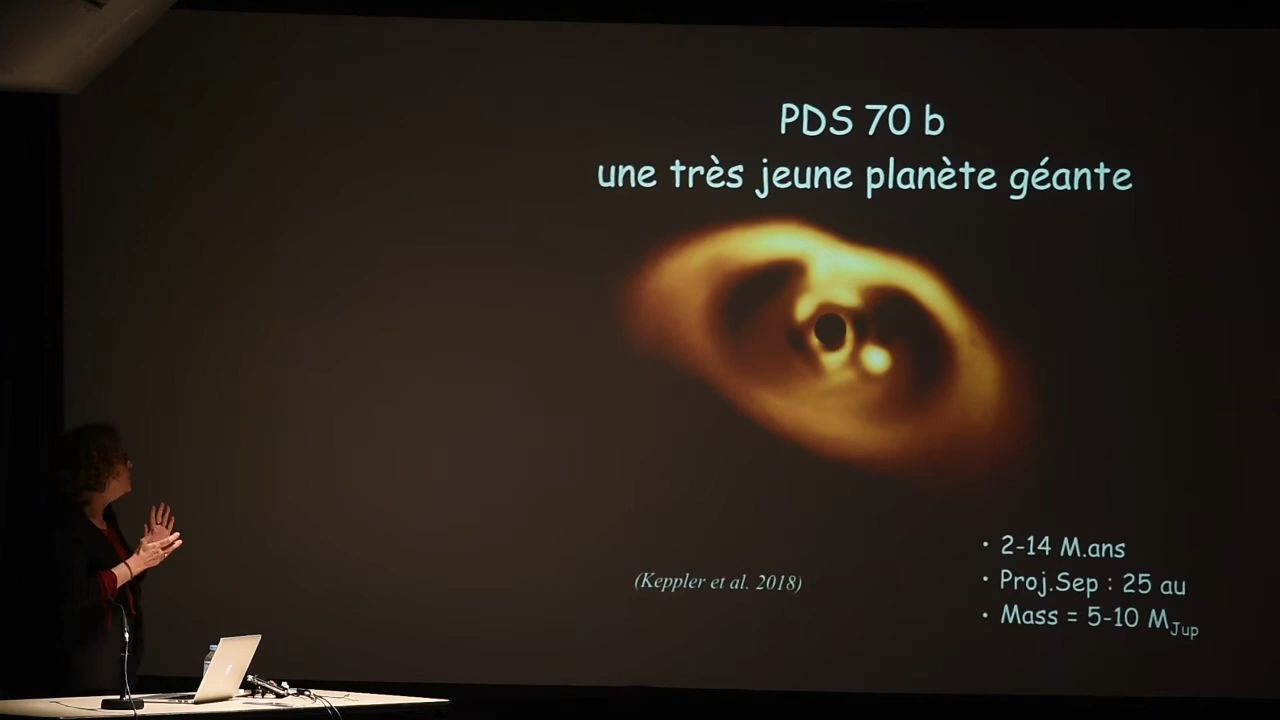 PDS 70 b
une très jeune planète géante
(Keppler et al. 2018)
• 2-14 M.ans
• Proj.Sep : 25 au
• Mass = 5-10 MJup